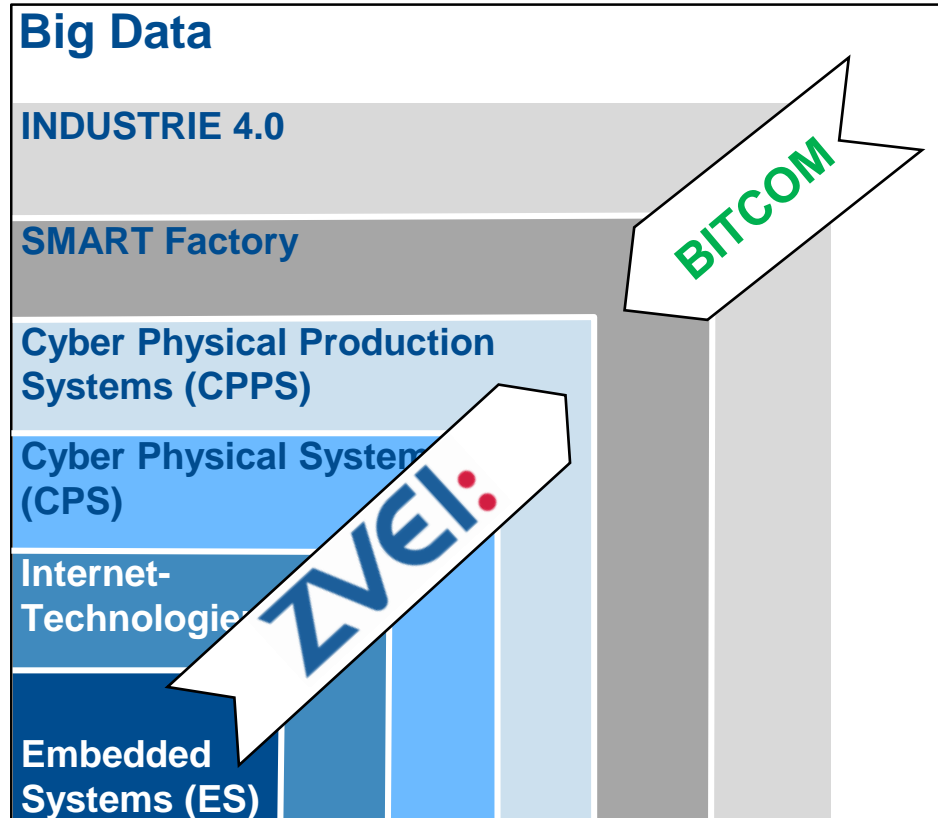 Big Data
INDUSTRIE 4.0
BITCOM
SMART Factory
Cyber Physical Production
Systems (CPPS)
Cyber Physical System
(CPS)
ZVEI:
Internet-
Technologie
Embedded
Systems (ES)